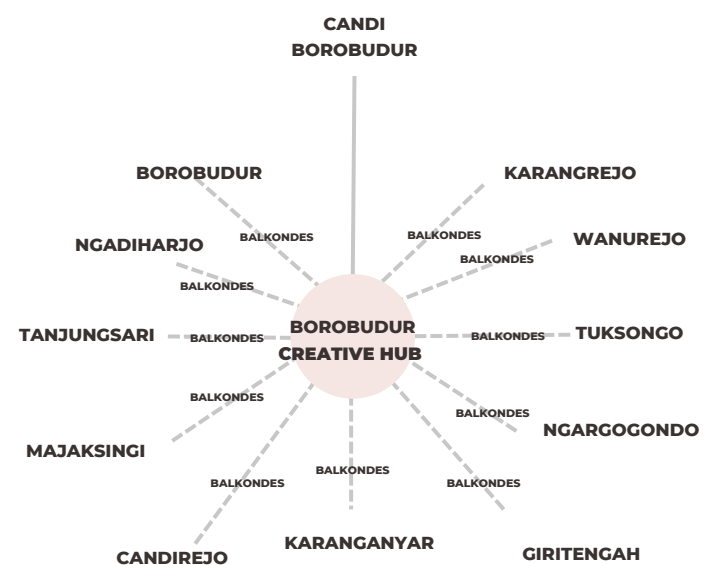 CANDI
BOROBUDUR
BOROBUDUR
KARANGREJO
BALKONDES
BALKONDES
NGADIHARJO
WANUREJO
BALKONDES
BALKONDES
BOROBUDUR
CREATIVE HUB
TANJUNGSARI
BALKONDES
BALKONDES
TUKSONGO
BALKONDES
BALKONDES
MAJAKSINGI
NGARGOGONDO
BALKONDES
BALKONDES
BALKONDES
CANDIREJO
KARANGANYAR
GIRITENGAH